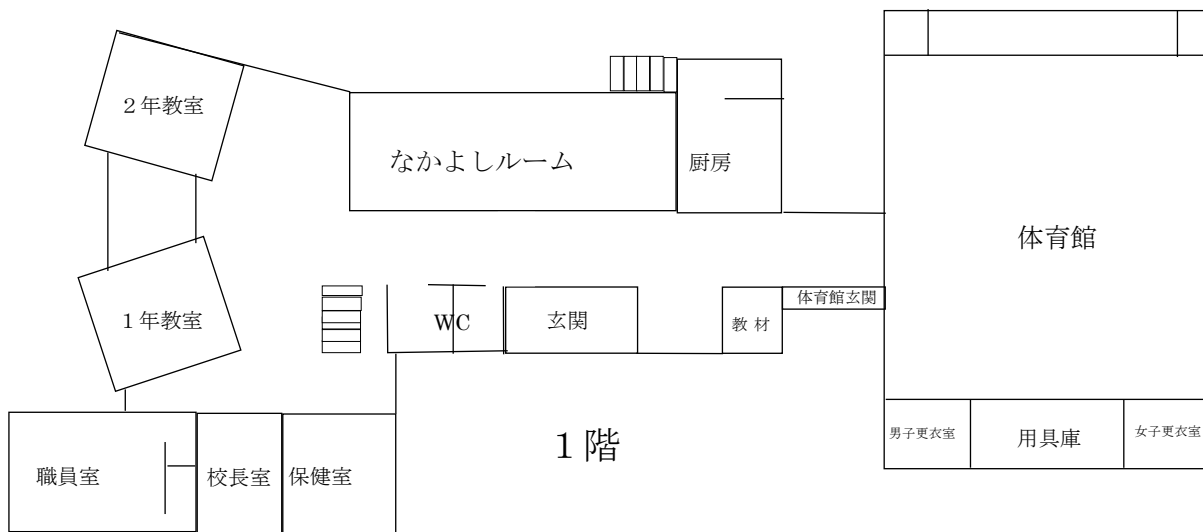 ２年教室
なかよしルーム
厨房
体育館
１年教室
WC
玄関
教 材
体育館玄関
１階
職員室
校長室
保健室
男子更衣室
用具庫
女子更衣室